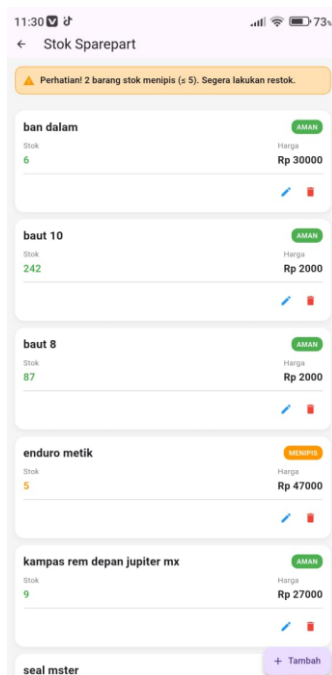 11:30
73%
Stok Sparepart
Perhatian! 2 barang stok menipis (≤ 5). Segera lakukan restok.
ban dalam AMAN
Stok Harga
6 Rp 30000
baut 10 AMAN
Stok Harga
242 Rp 2000
baut 8 AMAN
Stok Harga
87 Rp 2000
enduro metik MENIPIS
Stok Harga
5 Rp 47000
kampas rem depan jupiter mx AMAN
Stok Harga
9 Rp 27000
+ Tambah
seal mster